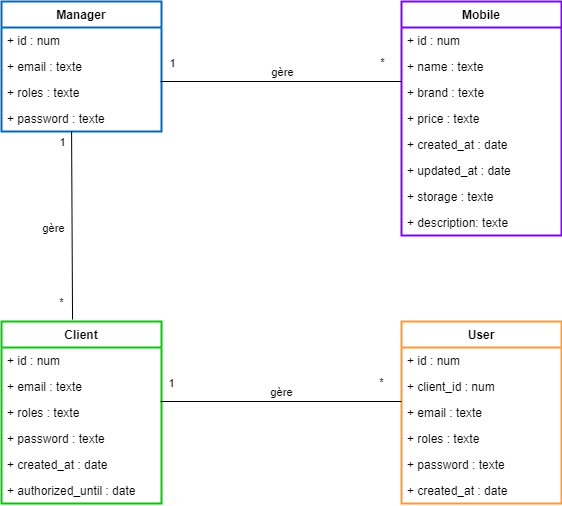 Manager
+ id : num
+ email : texte
+ roles : texte
+ password : texte
1
gère
*
Mobile
+ id : num
+ name : texte
+ brand : texte
+ price : texte
+ created_at : date
+ updated_at : date
+ storage : texte
+ description: texte
1
gère
*
Client
+ id : num
+ email : texte
+ roles : texte
+ password : texte
+ created_at : date
+ authorized_until : date
1
gère
*
User
+ id : num
+ client_id : num
+ email : texte
+ roles : texte
+ password : texte
+ created_at : date